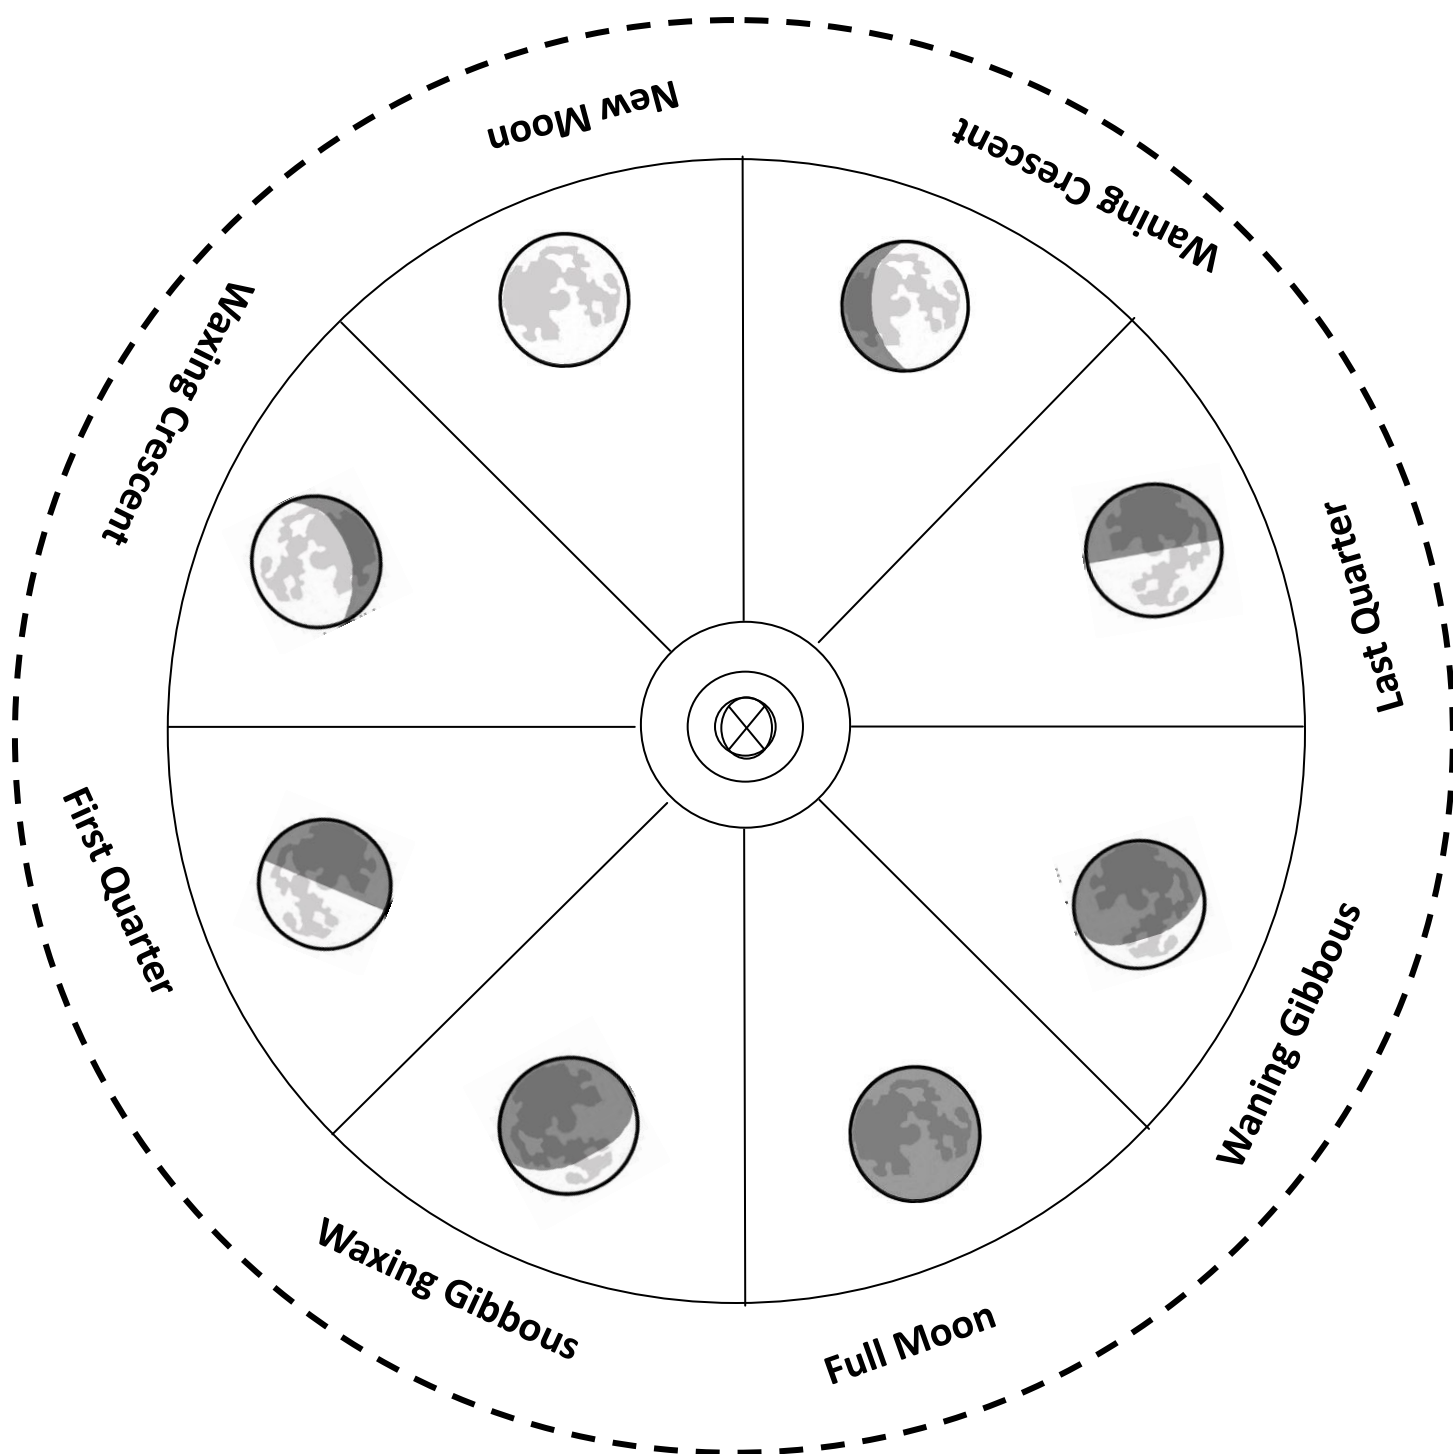 New Moon
Waning Crescent
Last Quarter
Waning Gibbous
Full Moon
Waxing Gibbous
First Quarter
Waxing Crescent